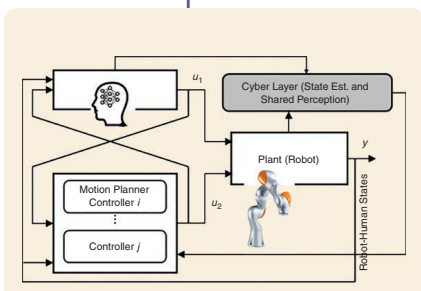 u1
Cyber Layer (State Est. and
Shared Perception)
Plant (Robot)
y
Motion Planner
Controller i
⋮
Controller j
u2
Robot-Human States